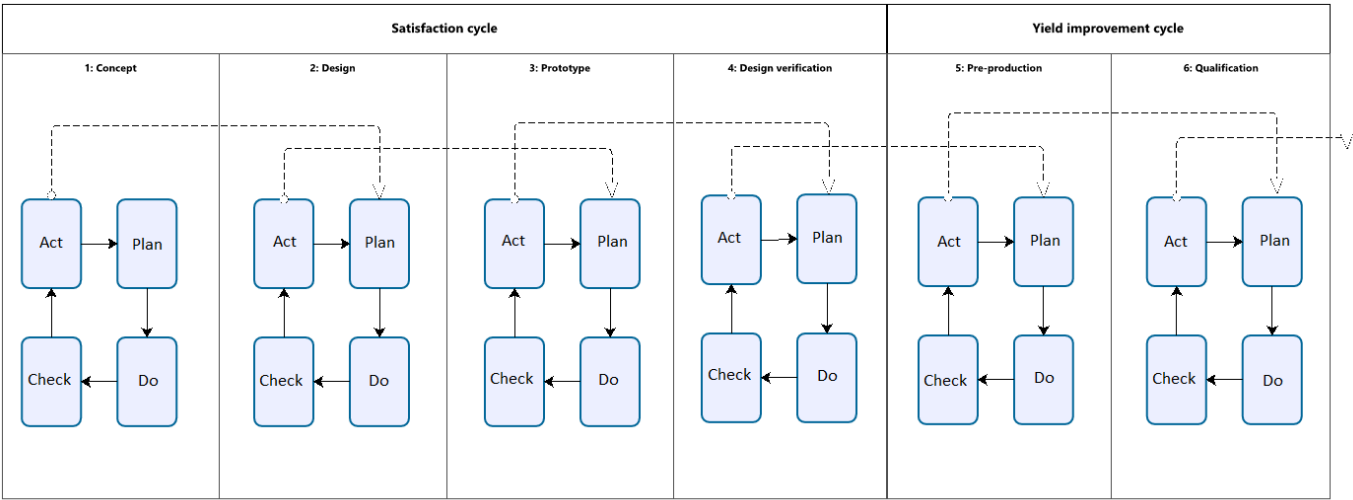 Satisfaction cycle
Yield improvement cycle
1: Concept
2: Design
3: Prototype
4: Design verification
5: Pre-production
6: Qualification
Act
Plan
Check
Do
Act
Plan
Check
Do
Act
Plan
Check
Do
Act
Plan
Check
Do
Act
Plan
Check
Do
Act
Plan
Check
Do